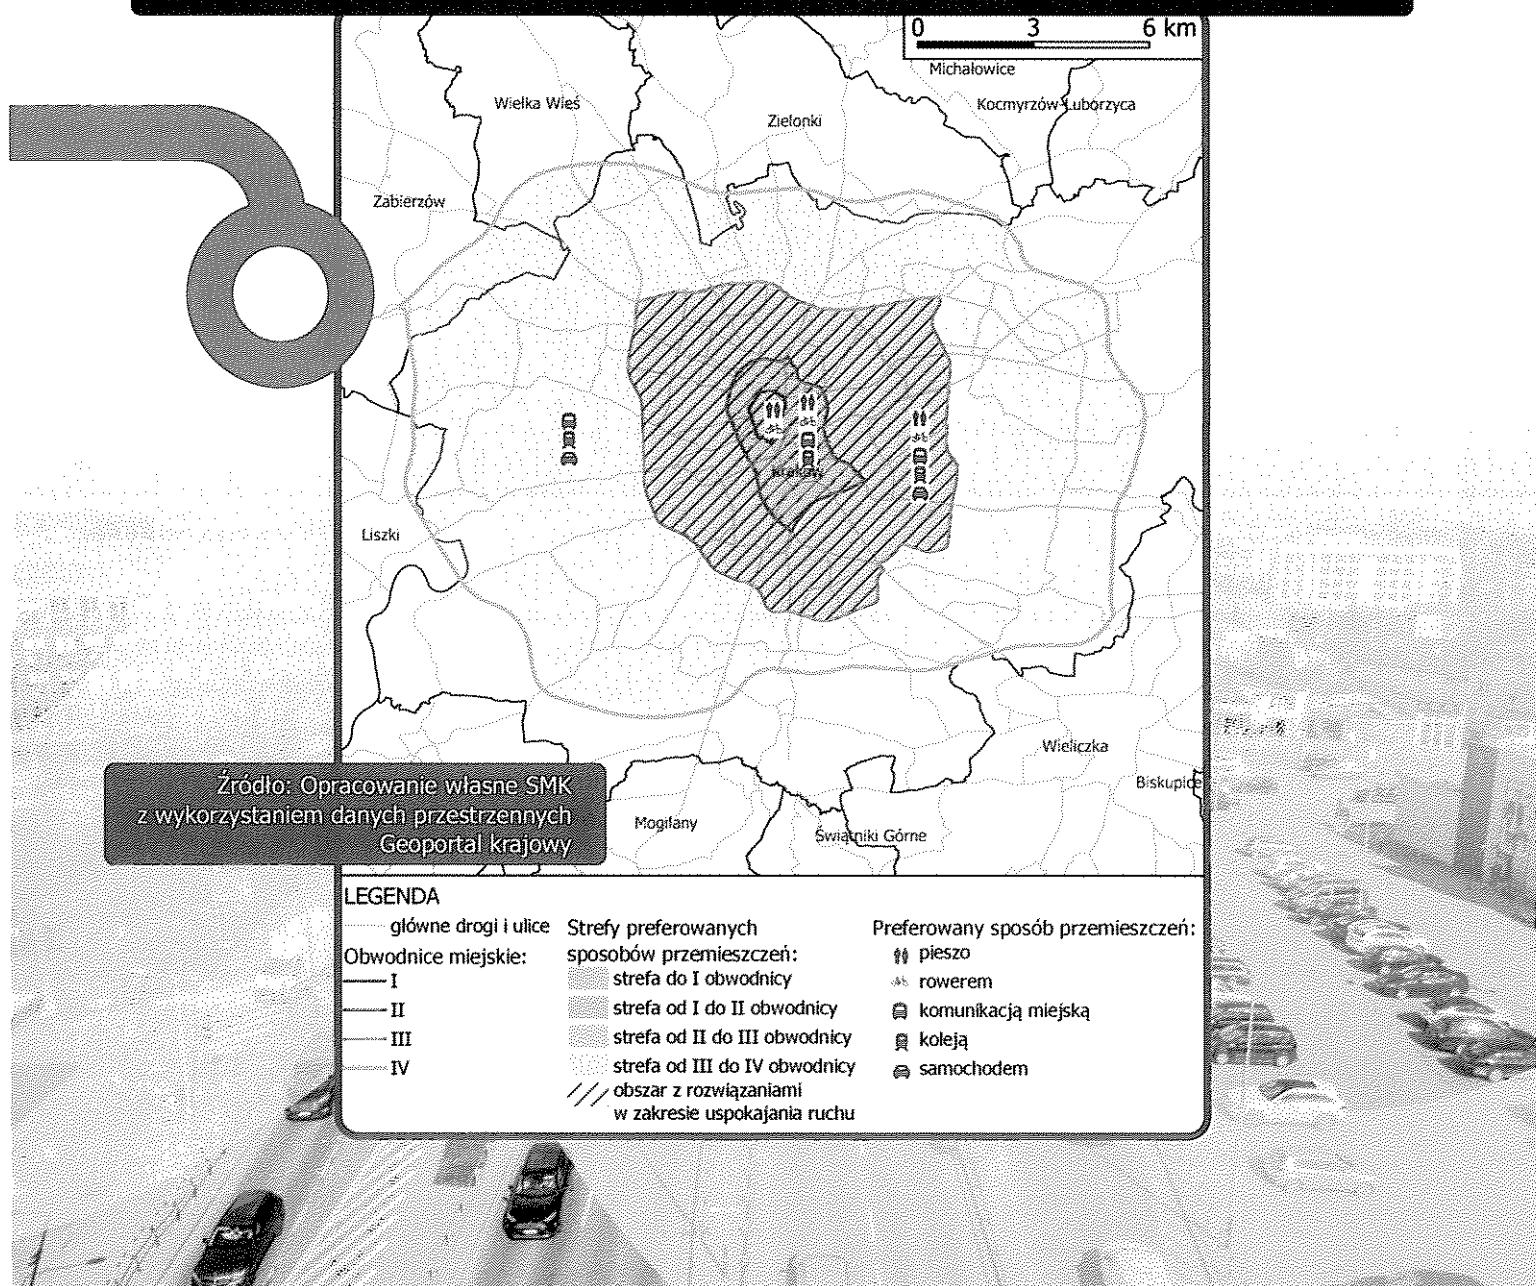 0 3 6 km
Michałowice
Wielka Wieś
Kocmyrzów-Luborzyca
Zielonki
Zabierzów
Kraków
Liszki
Wieliczka
Biskupice
Źródło: Opracowanie własne SMK
z wykorzystaniem danych przestrzennych
Geoportal krajowy
Mogilany
Świątniki Górne
LEGENDA
główne drogi i ulice
Obwodnice miejskie:
I
II
III
IV
Strefy preferowanych
sposobów przemieszczeń:
strefa do I obwodnicy
strefa od I do II obwodnicy
strefa od II do III obwodnicy
strefa od III do IV obwodnicy
obszar z rozwiązaniami
w zakresie uspokajania ruchu
Preferowany sposób przemieszczeń:
pieszo
rowerem
komunikacją miejską
koleją
samochodem